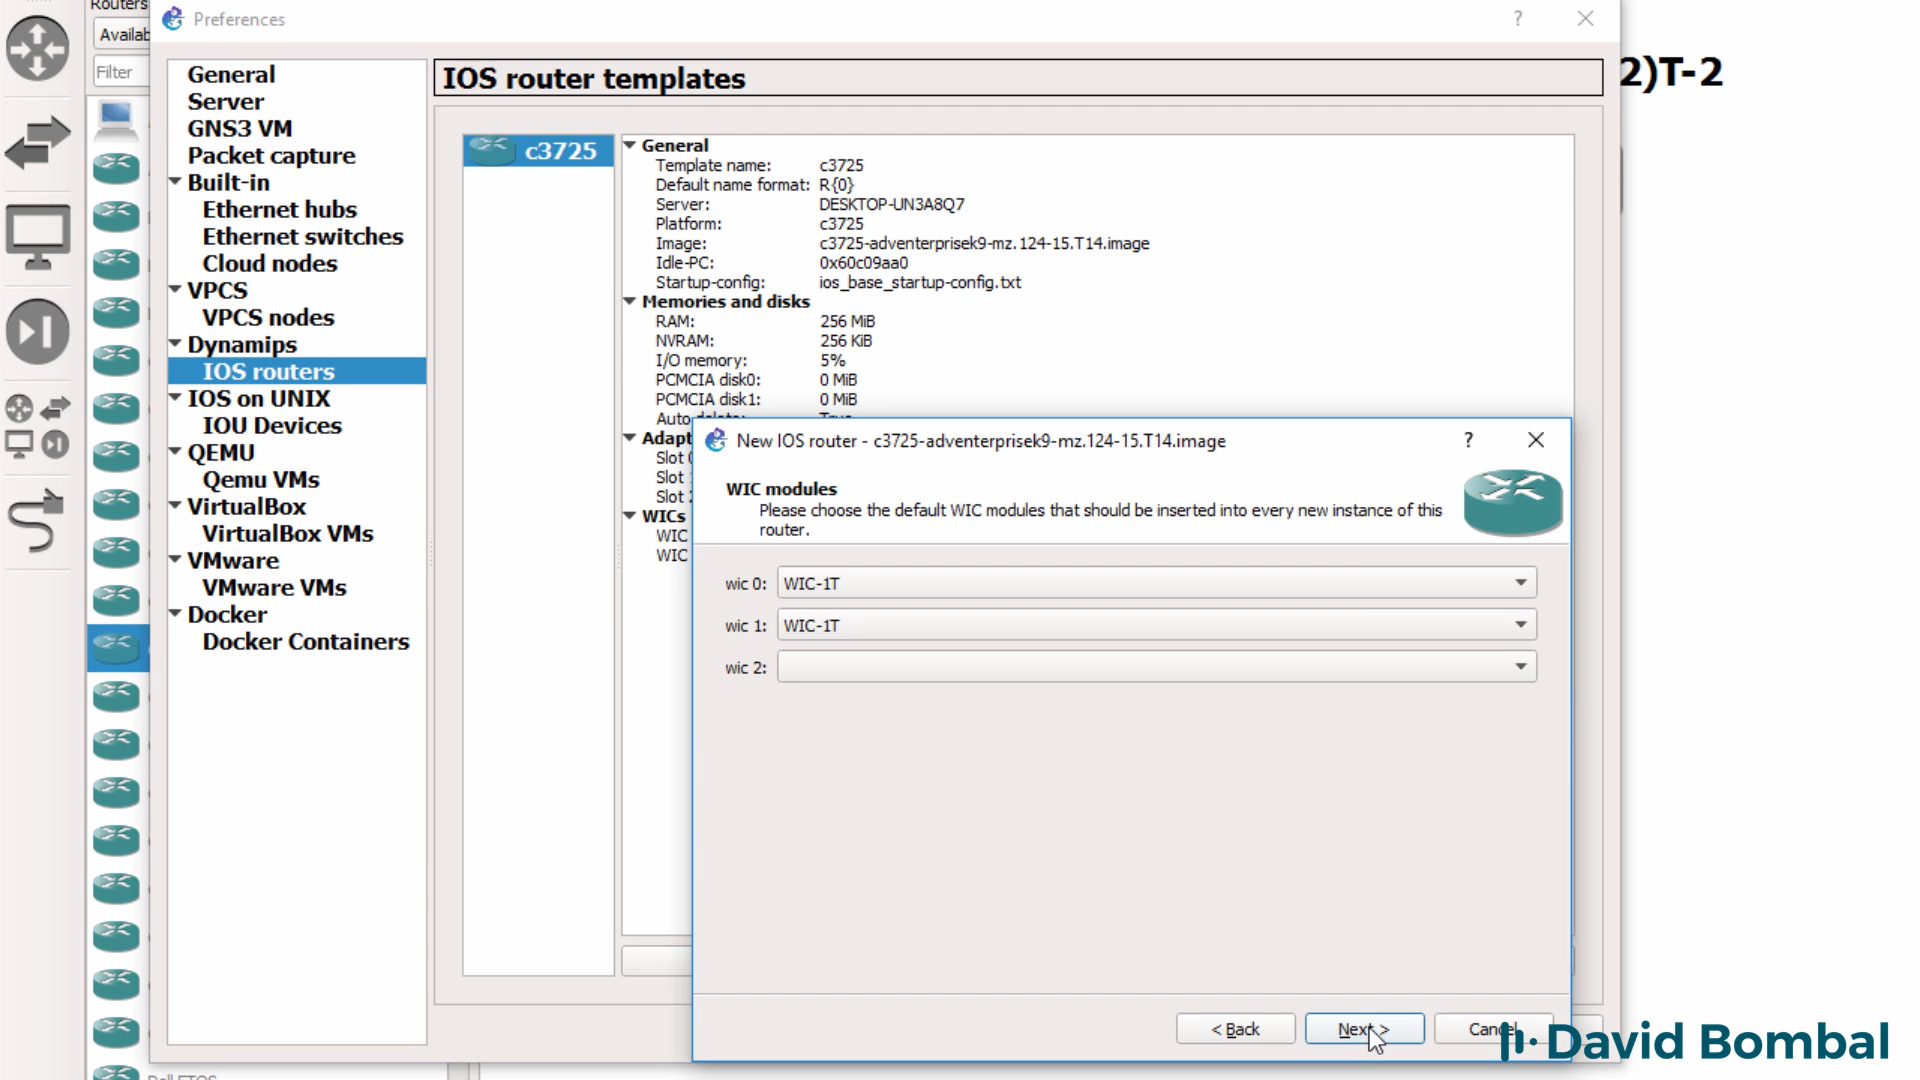 Routers
Availab
Filter
Preferences
?
General
Server
GNS3 VM
Packet capture
Built-in
Ethernet hubs
Ethernet switches
Cloud nodes
VPCS
VPCS nodes
Dynamips
IOS routers
IOS on UNIX
IOU Devices
QEMU
Qemu VMs
VirtualBox
VirtualBox VMs
VMware
VMware VMs
Docker
Docker Containers
IOS router templates
2)T-2
c3725
General
Template name: c3725
Default name format: R{0}
Server: DESKTOP-UN3A8Q7
Platform: c3725
Image: c3725-adventerprisek9-mz.124-15.T14.image
Idle-PC: 0x60c09aa0
Startup-config: ios_base_startup-config.txt
Memories and disks
RAM: 256 MiB
NVRAM: 256 KiB
I/O memory: 5%
PCMCIA disk0: 0 MiB
PCMCIA disk1: 0 MiB
Auto delete: True
Adapt
Slot
Slot
Slot
WICs
WIC
WIC
New IOS router - c3725-adventerprisek9-mz.124-15.T14.image
?
WIC modules
Please choose the default WIC modules that should be inserted into every new instance of this
router.
wic 0: WIC-1T
wic 1: WIC-1T
wic 2:
< Back
Next >
Cancel
David Bombal